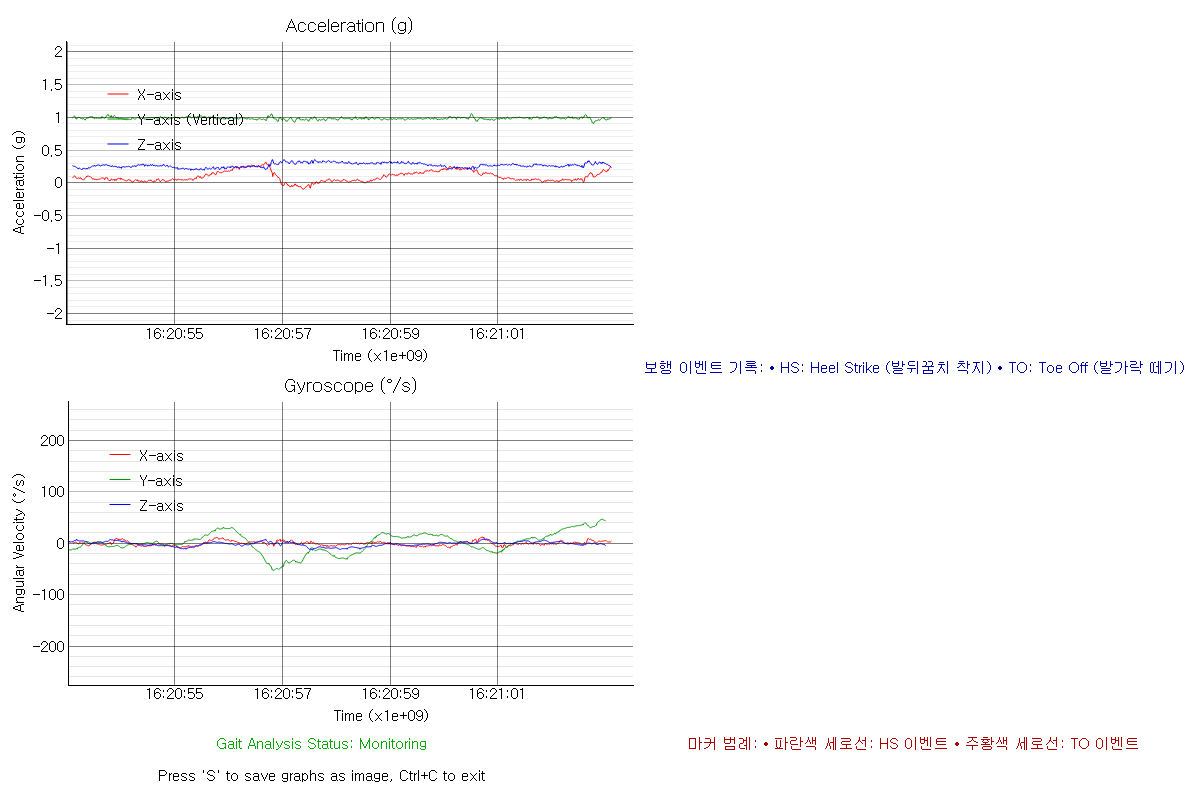 Acceleration (g)
2
1.5
1
0.5
0
-0.5
-1
-1.5
-2
Acceleration (g)
X-axis
Y-axis (Vertical)
Z-axis
16:20:55 16:20:57 16:20:59 16:21:01
Time (x1e+09)
보행 이벤트 기록: • HS: Heel Strike (발뒤꿈치 착지) • TO: Toe Off (발가락 떼기)
Gyroscope (°/s)
200
100
0
-100
-200
Angular Velocity (°/s)
X-axis
Y-axis
Z-axis
16:20:55 16:20:57 16:20:59 16:21:01
Time (x1e+09)
Gait Analysis Status: Monitoring
마커 범례: • 파란색 세로선: HS 이벤트 • 주황색 세로선: TO 이벤트
Press 'S' to save graphs as image, Ctrl+C to exit